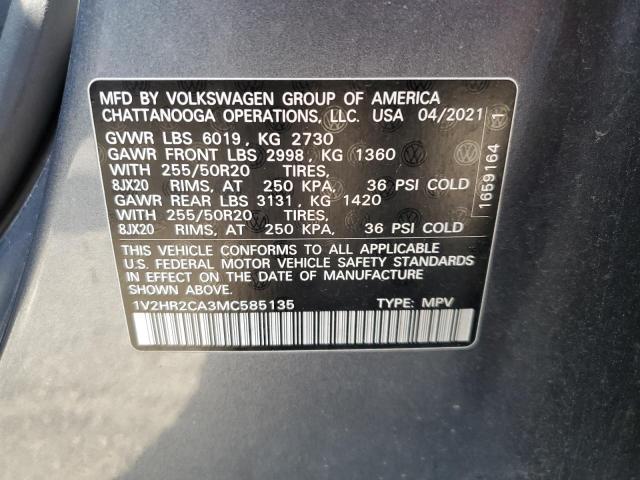 MFD BY VOLKSWAGEN GROUP OF AMERICA
CHATTANOOGA OPERATIONS, LLC. USA 04/2021
GVWR LBS 6019, KG 2730
GAWR FRONT LBS 2998, KG 1360
WITH 255/50R20 TIRES,
8JX20 RIMS, AT 250 KPA, 36 PSI COLD
GAWR REAR LBS 3131, KG 1420
WITH 255/50R20 TIRES,
8JX20 RIMS, AT 250 KPA, 36 PSI COLD
THIS VEHICLE CONFORMS TO ALL APPLICABLE
U.S. FEDERAL MOTOR VEHICLE SAFETY STANDARDS
IN EFFECT ON THE DATE OF MANUFACTURE
SHOWN ABOVE.
1V2HR2CA3MC585135 TYPE: MPV
1659164 1